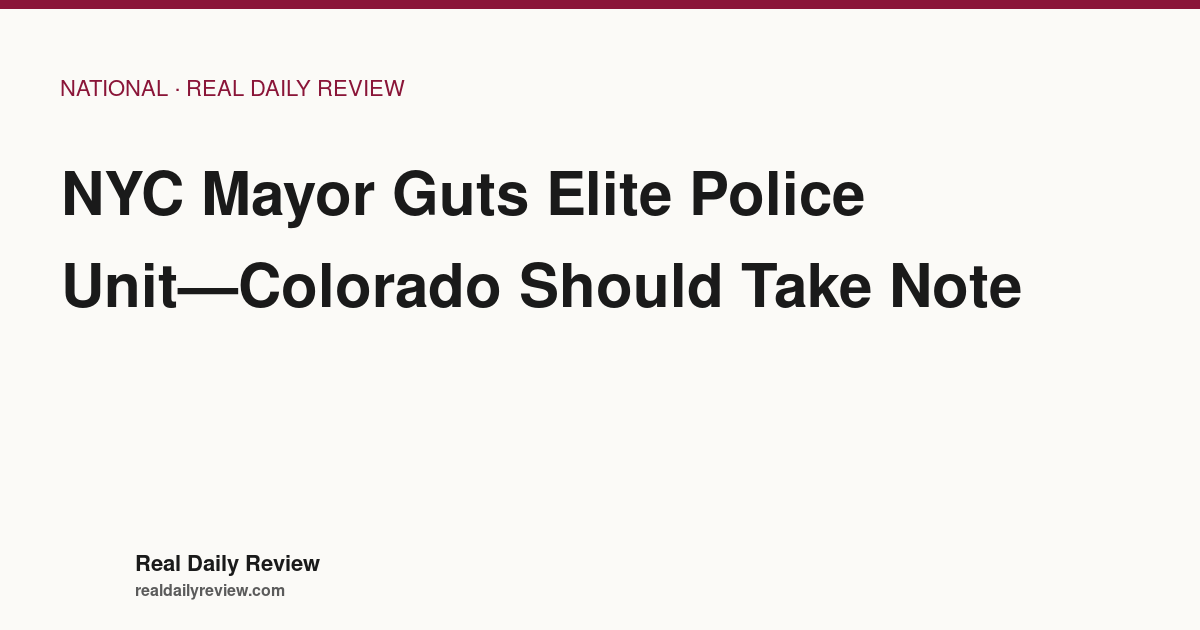 NATIONAL · REAL DAILY REVIEW
NYC Mayor Guts Elite Police
Unit—Colorado Should Take Note
Real Daily Review
realdailyreview.com